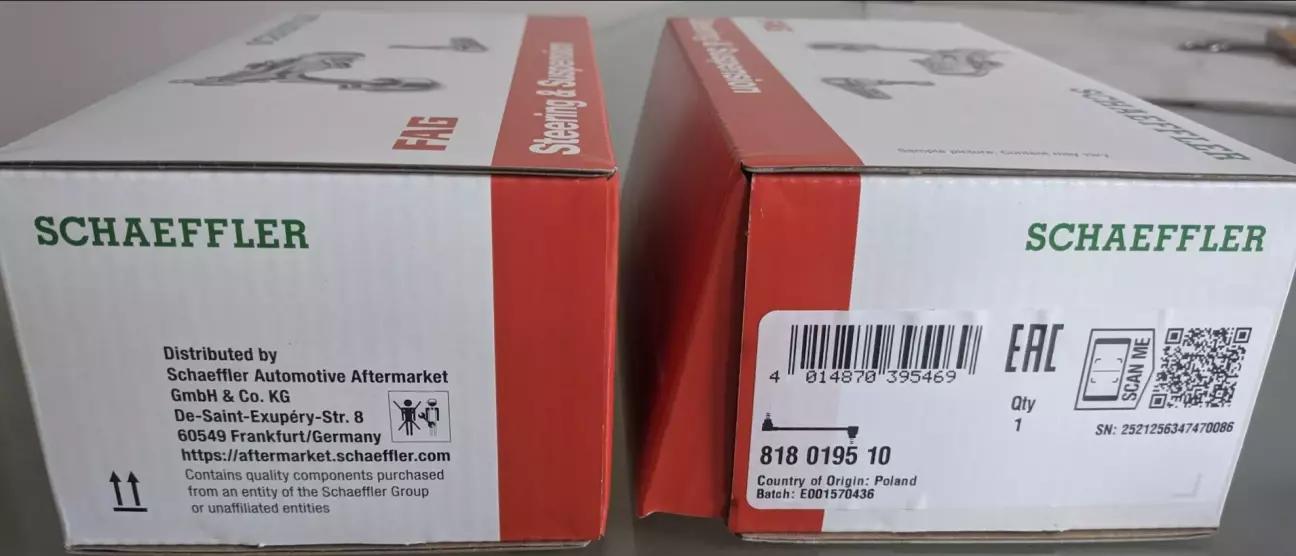 SCHAEFFLER
FAG
Steering & Suspension
SCHAEFFLER
Distributed by
Schaeffler Automotive Aftermarket
GmbH & Co. KG
De-Saint-Exupéry-Str. 8
60549 Frankfurt/Germany
https://aftermarket.schaeffler.com
Contains quality components purchased
from an entity of the Schaeffler Group
or unaffiliated entities
FAG
Steering & Suspension
SCHAEFFLER
Sample picture. Content may vary.
SCHAEFFLER
4 014870 395469
EAC
SCAN ME
Qty
1
SN: 2521256347470086
818 0195 10
Country of Origin: Poland
Batch: E001570436